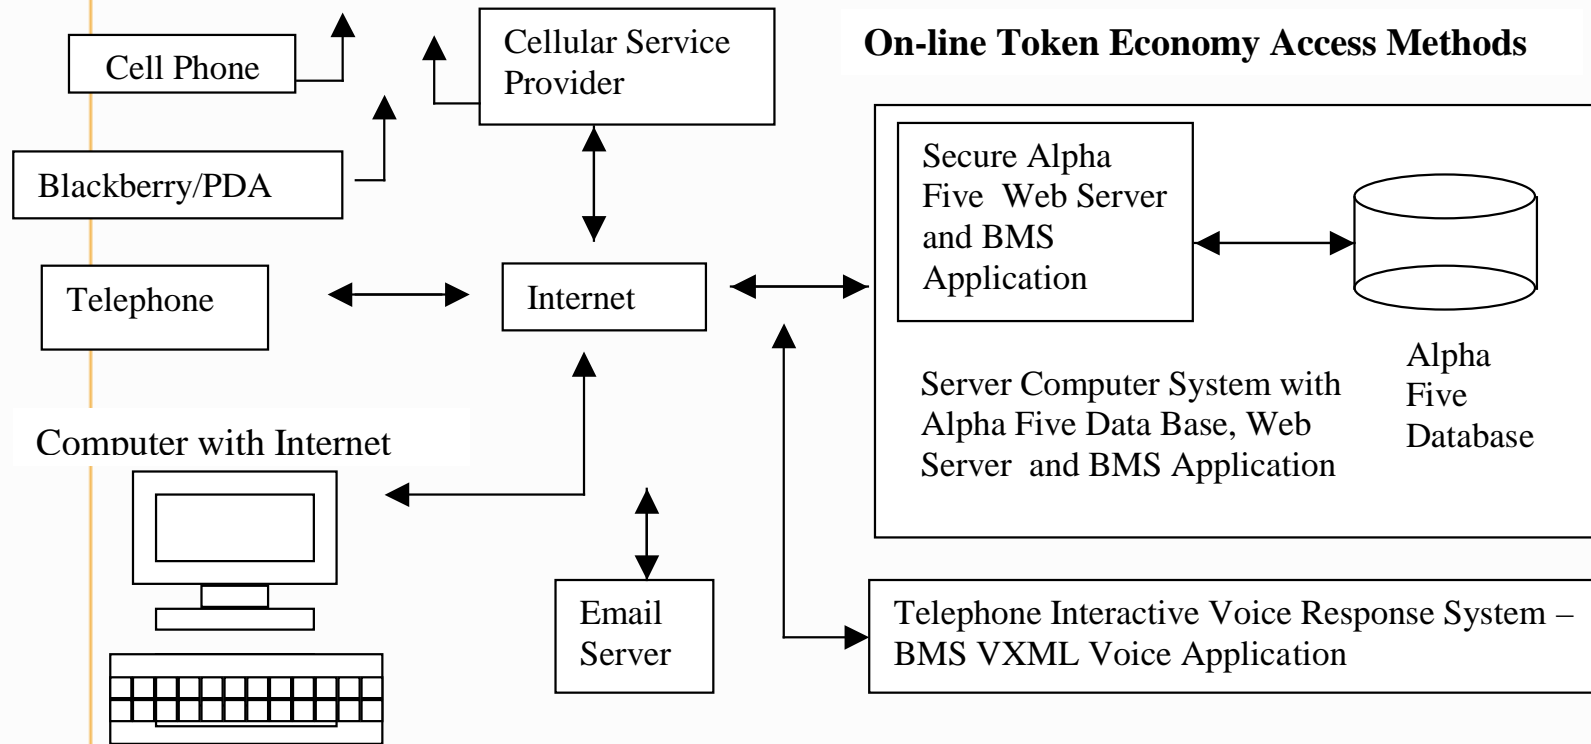 On-line Token Economy Access Methods
Cell Phone
Cellular Service
Provider
Blackberry/PDA
Telephone
Internet
Secure Alpha
Five Web Server
and BMS
Application
Alpha
Five
Database
Server Computer System with
Alpha Five Data Base, Web
Server and BMS Application
Computer with Internet
Email
Server
Telephone Interactive Voice Response System –
BMS VXML Voice Application